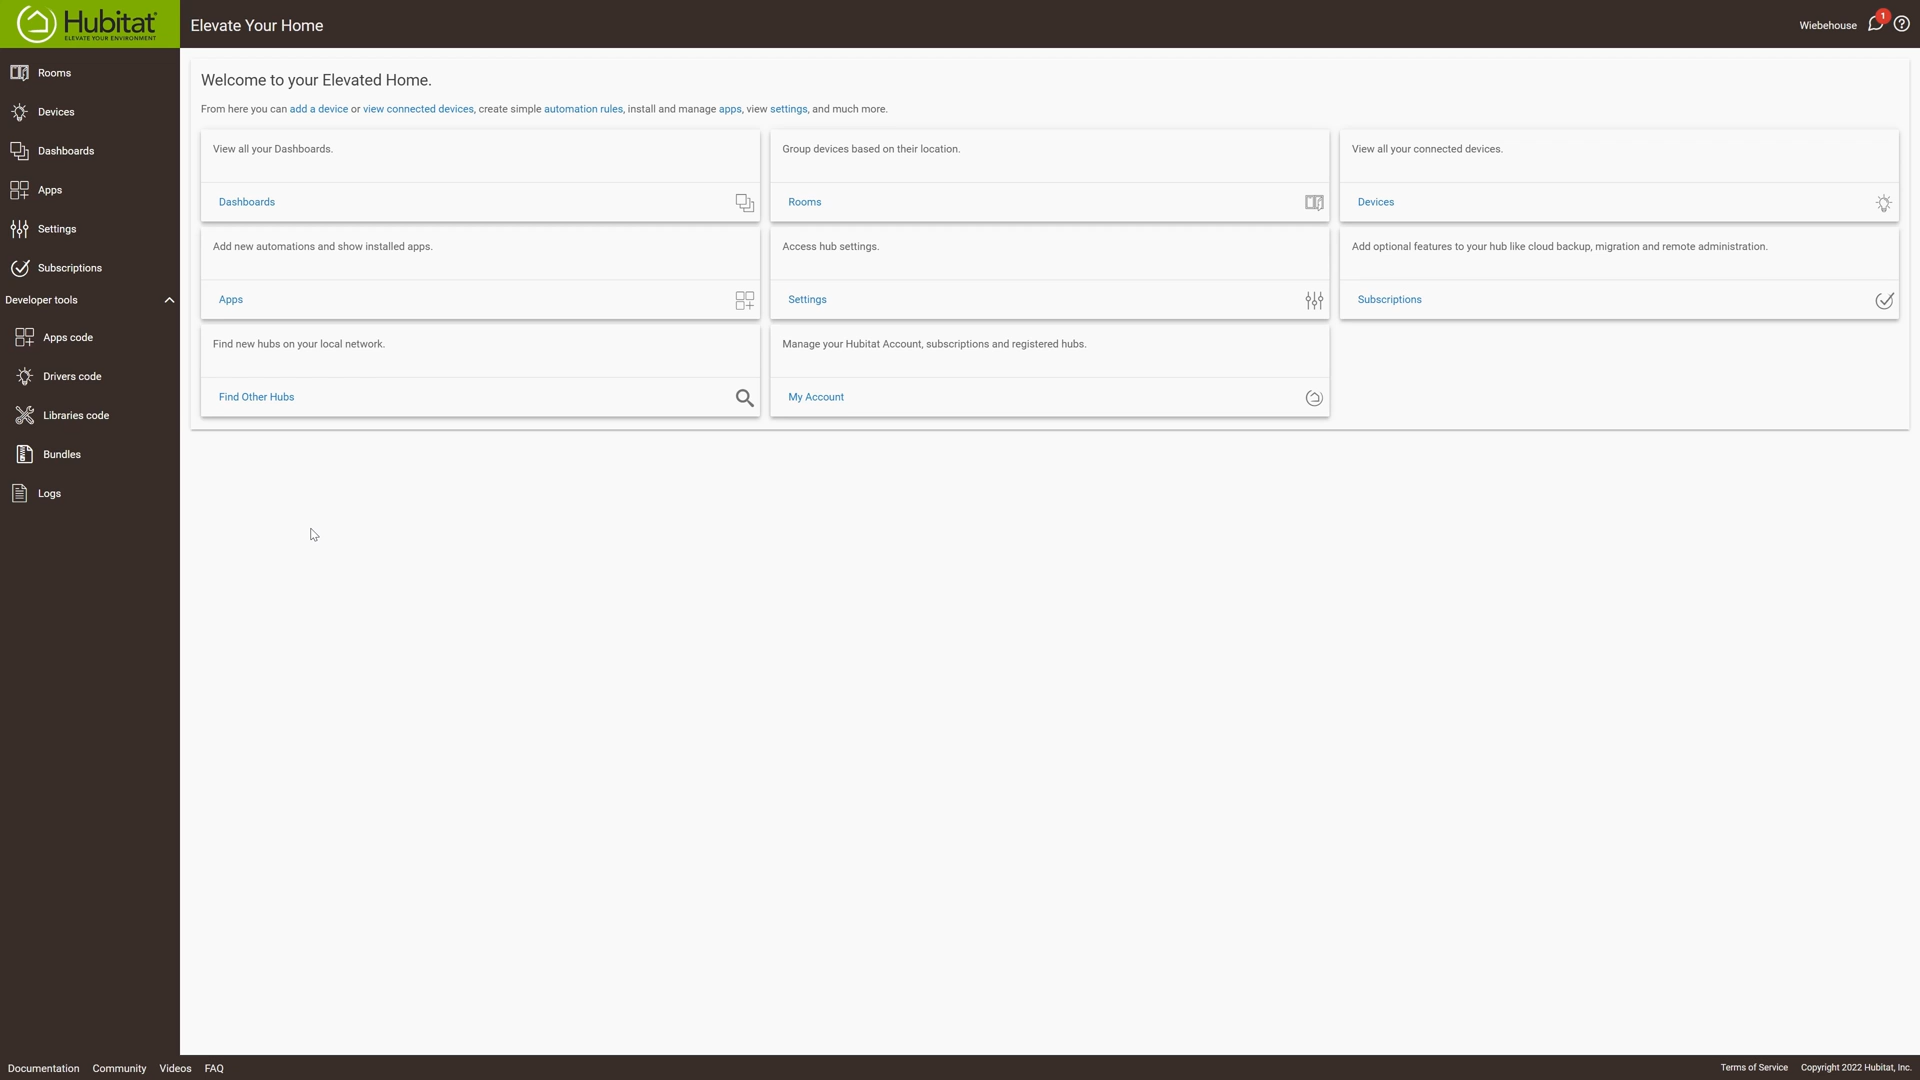 Hubitat
ELEVATE YOUR ENVIRONMENT
Elevate Your Home
Wiebehouse
1
Rooms
Devices
Dashboards
Apps
Settings
Subscriptions
Developer tools
Apps code
Drivers code
Libraries code
Bundles
Logs
Welcome to your Elevated Home.
From here you can add a device or view connected devices, create simple automation rules, install and manage apps, view settings, and much more.
View all your Dashboards.
Dashboards
Group devices based on their location.
Rooms
View all your connected devices.
Devices
Add new automations and show installed apps.
Apps
Access hub settings.
Settings
Add optional features to your hub like cloud backup, migration and remote administration.
Subscriptions
Find new hubs on your local network.
Find Other Hubs
Manage your Hubitat Account, subscriptions and registered hubs.
My Account
Documentation Community Videos FAQ
Terms of Service Copyright 2022 Hubitat, Inc.